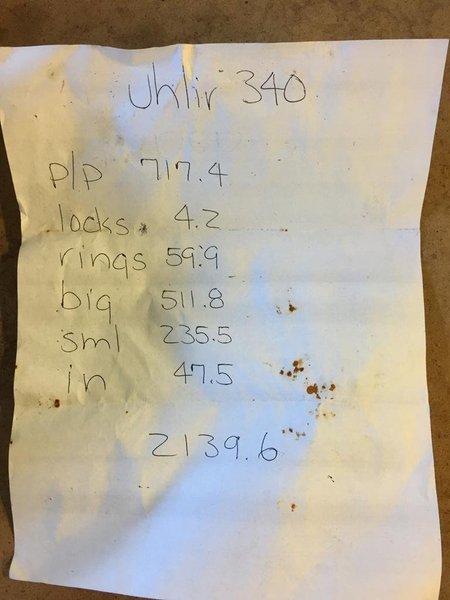 Uhlir 340
p/p 717.4
locks 4.2
rings 59.9
big 511.8
sml 235.5
in 47.5
2139.6